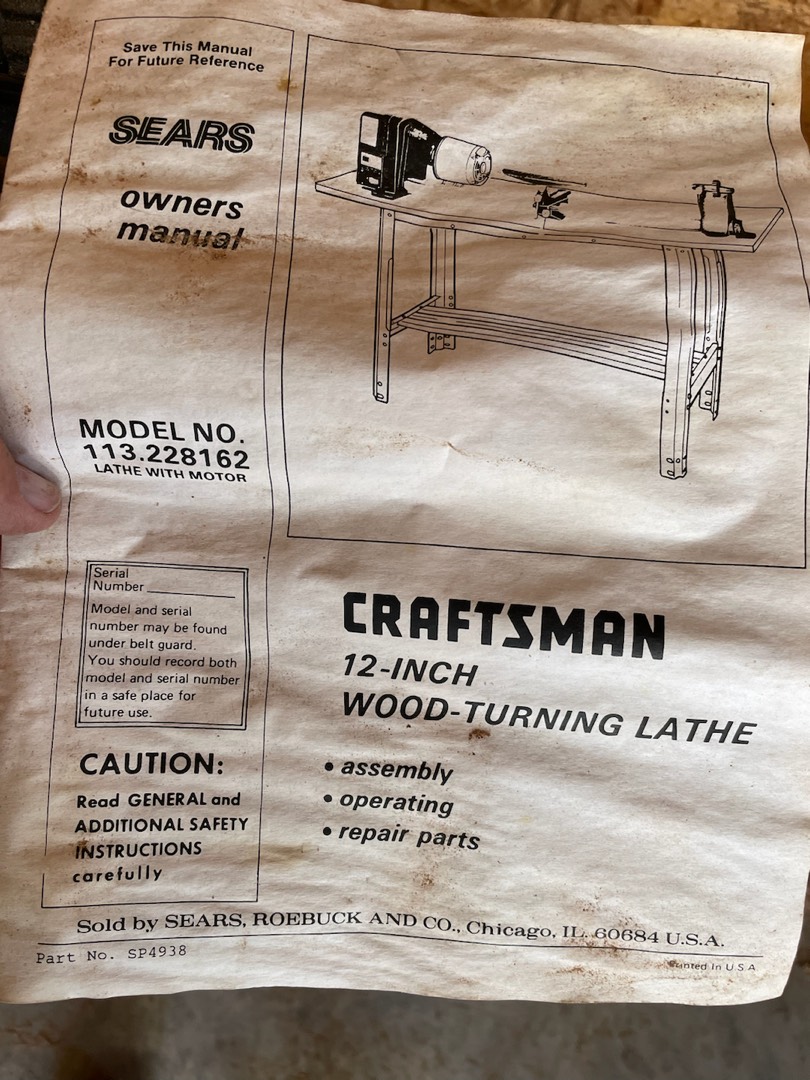 Save This Manual
For Future Reference
SEARS
owners
manual
MODEL NO.
113.228162
LATHE WITH MOTOR
Serial
Number
Model and serial
number may be found
under belt guard.
You should record both
model and serial number
in a safe place for
future use.
CAUTION:
Read GENERAL and
ADDITIONAL SAFETY
INSTRUCTIONS
carefully
CRAFTSMAN
12-INCH
WOOD-TURNING LATHE
• assembly
• operating
• repair parts
Sold by SEARS, ROEBUCK AND CO., Chicago, IL. 60684 U.S.A.
Part No. SP4938
Printed In U S A